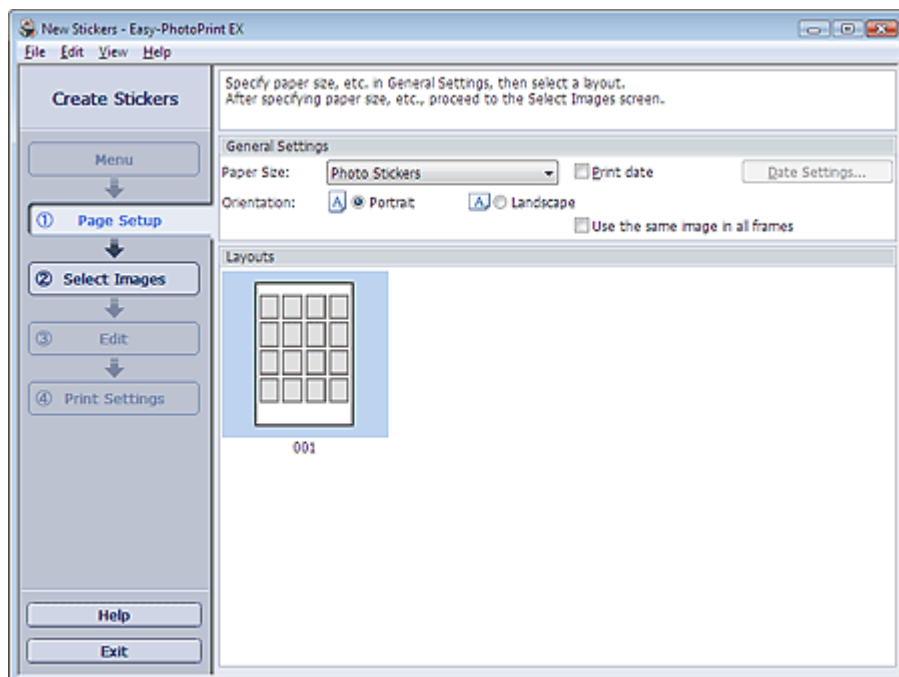 New Stickers - Easy-PhotoPrint EX
File Edit View Help
Create Stickers
Menu
① Page Setup
② Select Images
③ Edit
④ Print Settings
Help
Exit
Specify paper size, etc. in General Settings, then select a layout.
After specifying paper size, etc., proceed to the Select Images screen.
General Settings
Paper Size: Photo Stickers Print date Date Settings...
Orientation: A Portrait A Landscape
Use the same image in all frames
Layouts
001